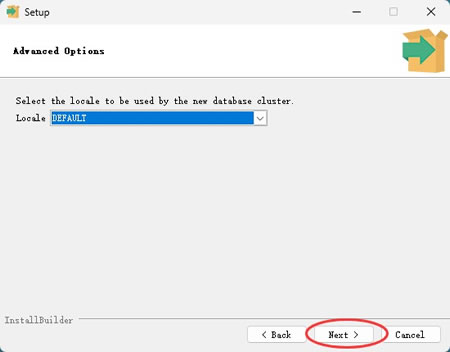 Setup
Advanced Options
Select the locale to be used by the new database cluster.
Locale DEFAULT
InstallBuilder
< Back Next > Cancel